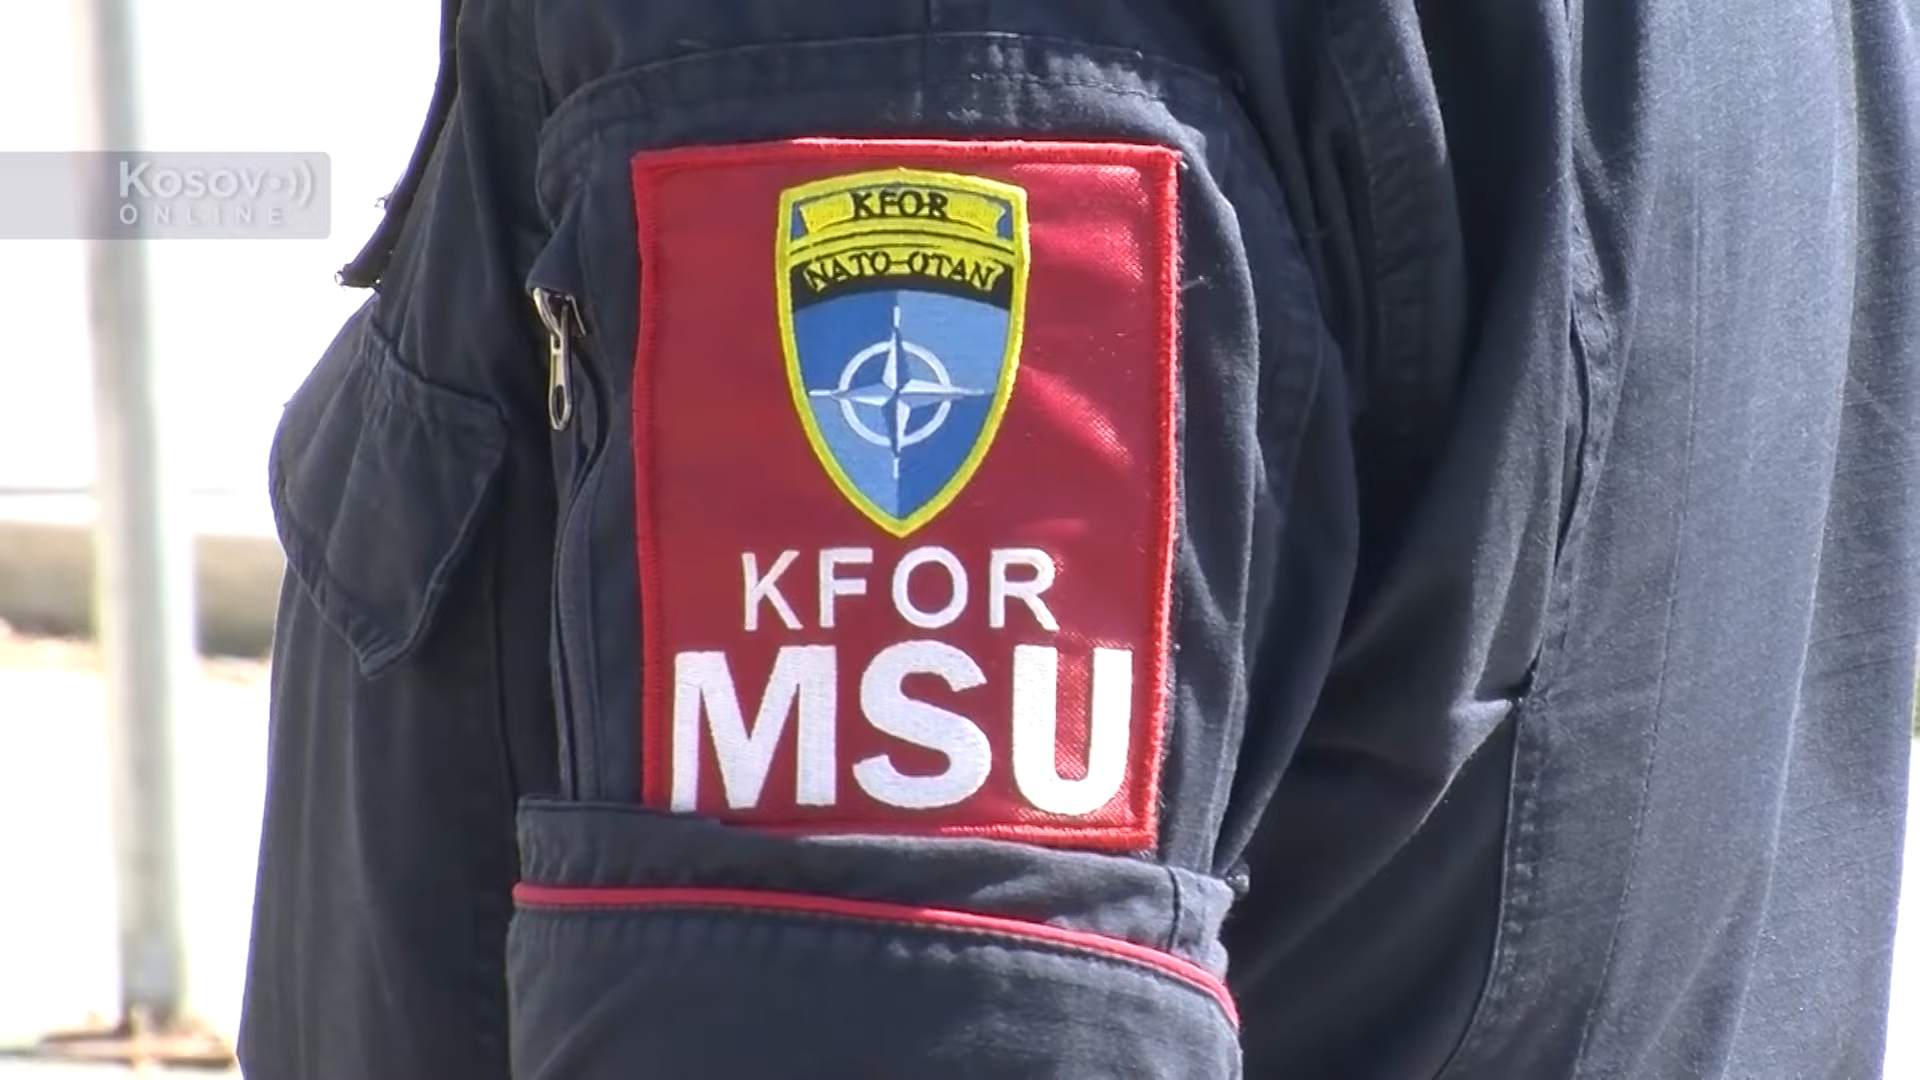 Kosovo
ONLINE
KFOR
NATO-OTAN
KFOR
MSU